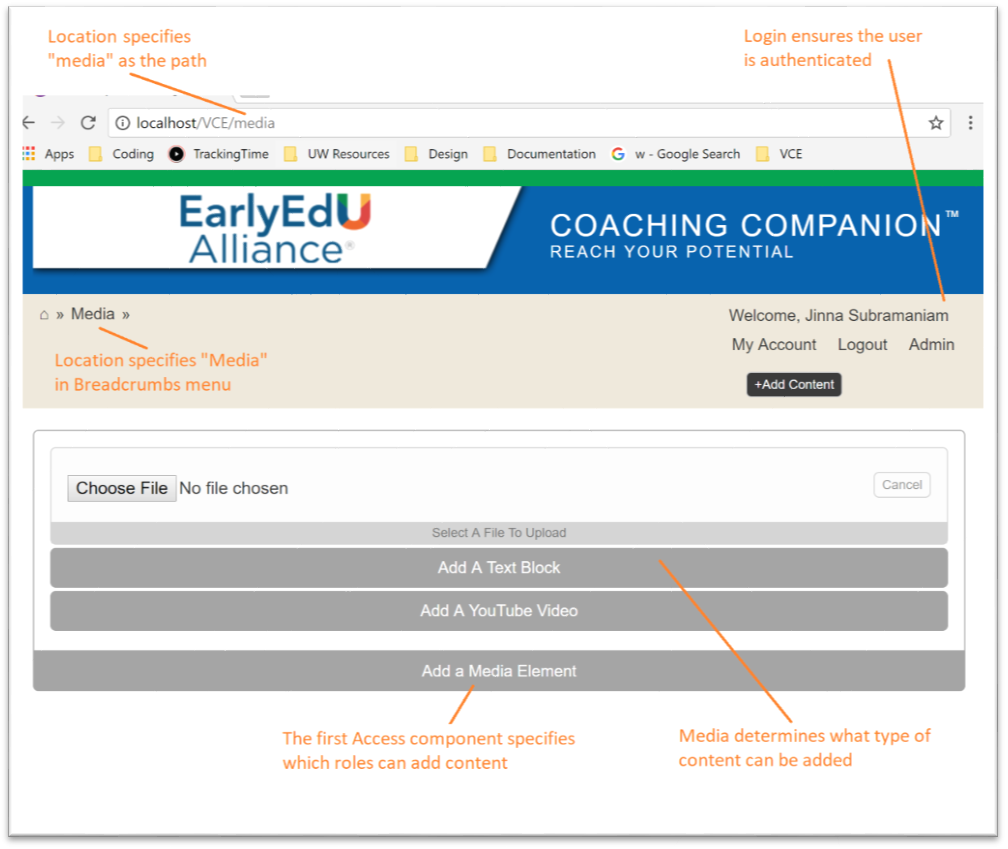 Location specifies
"media" as the path
Login ensures the user
is authenticated
localhost/VCE/media
Apps Coding TrackingTime UW Resources Design Documentation w - Google Search VCE
EarlyEdU
Alliance®
COACHING COMPANION™
REACH YOUR POTENTIAL
» Media »
Welcome, Jinna Subramaniam
My Account Logout Admin
+Add Content
Location specifies "Media"
in Breadcrumbs menu
Choose File No file chosen
Cancel
Select A File To Upload
Add A Text Block
Add A YouTube Video
Add a Media Element
The first Access component specifies
which roles can add content
Media determines what type of
content can be added